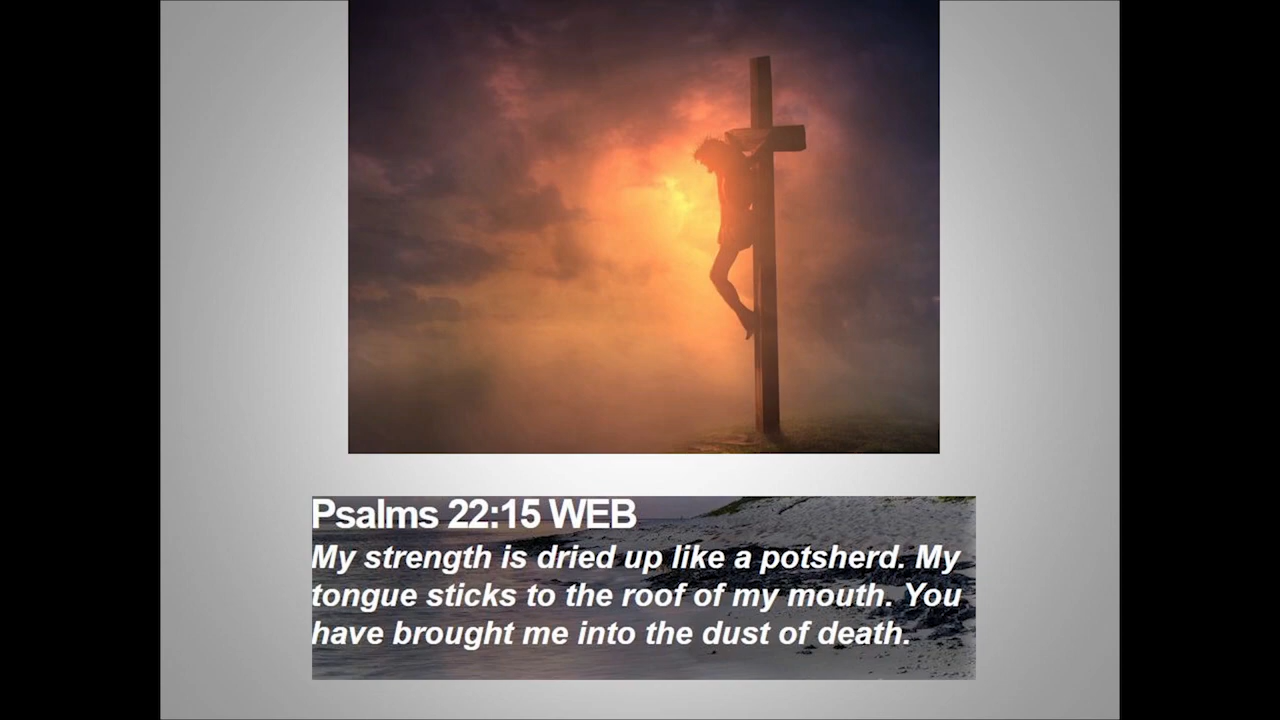 Psalms 22:15 WEB
My strength is dried up like a potsherd. My
tongue sticks to the roof of my mouth. You
have brought me into the dust of death.